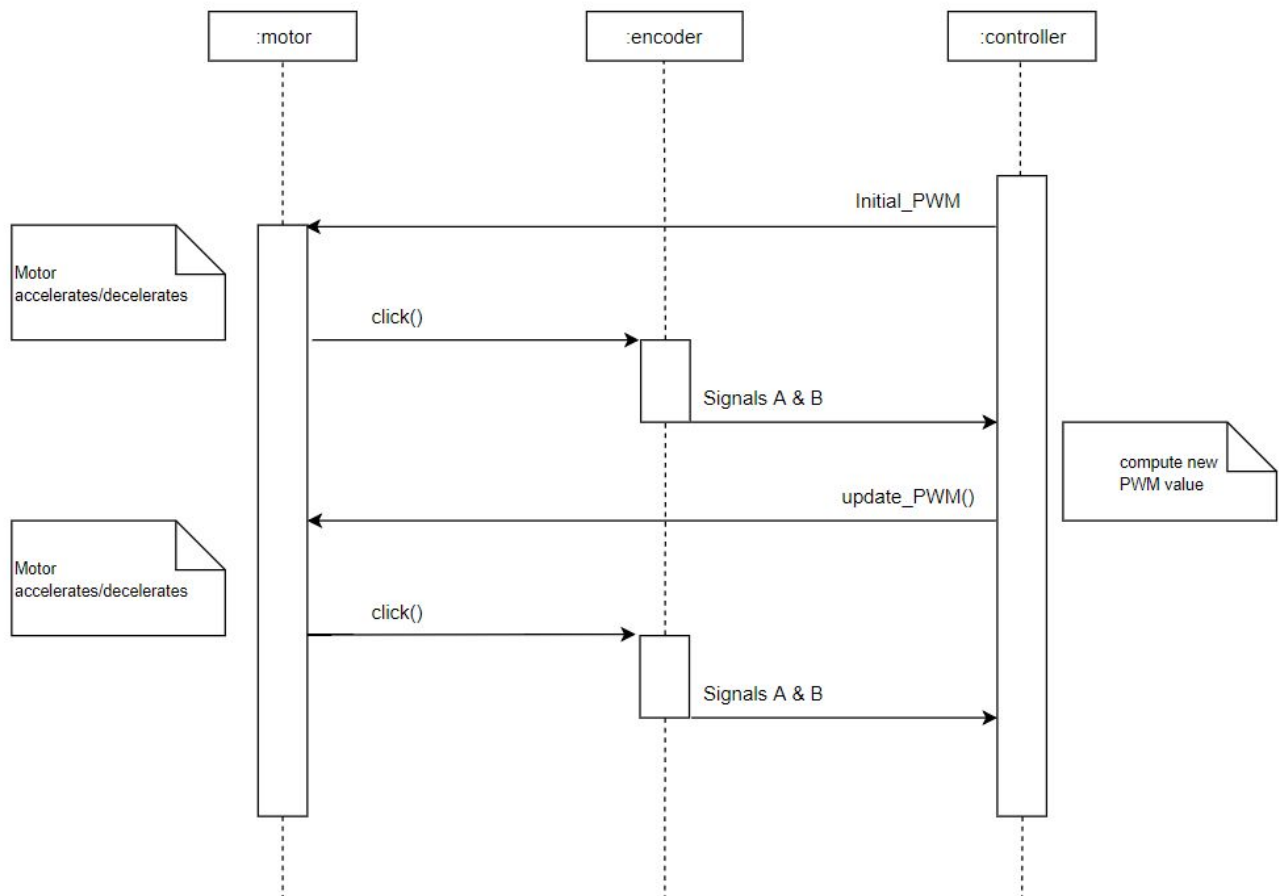 :motor
:encoder
:controller
Initial_PWM
Motor
accelerates/decelerates
click()
Signals A & B
compute new
PWM value
update_PWM()
Motor
accelerates/decelerates
click()
Signals A & B